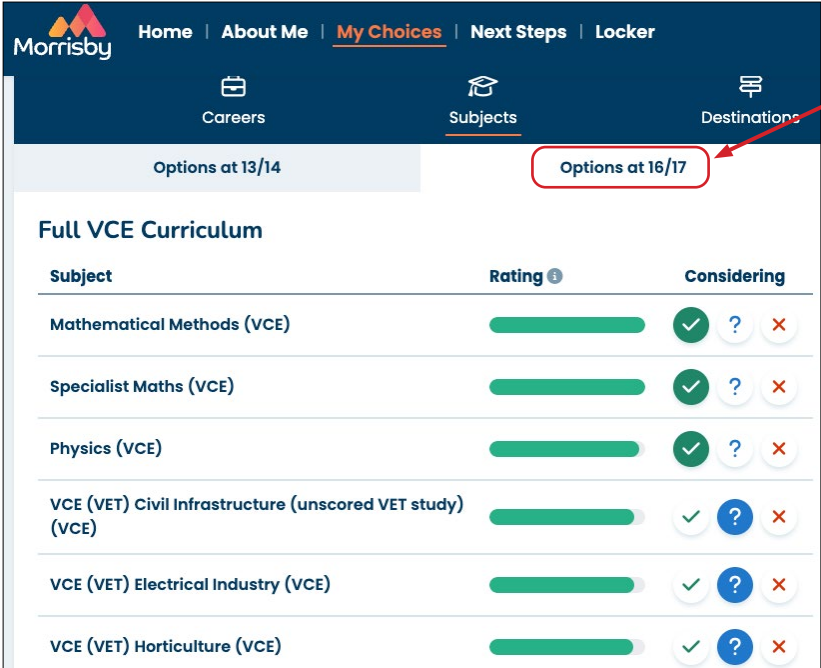 Morrisby
Home | About Me | My Choices | Next Steps | Locker
Careers
Subjects
Destinations
Options at 13/14
Options at 16/17
Full VCE Curriculum
Subject Rating i Considering
Mathematical Methods (VCE) ? 
Specialist Maths (VCE) ?
Physics (VCE) ?
VCE (VET) Civil Infrastructure (unscored VET study)
(VCE) ?
VCE (VET) Electrical Industry (VCE) ?
VCE (VET) Horticulture (VCE) ?